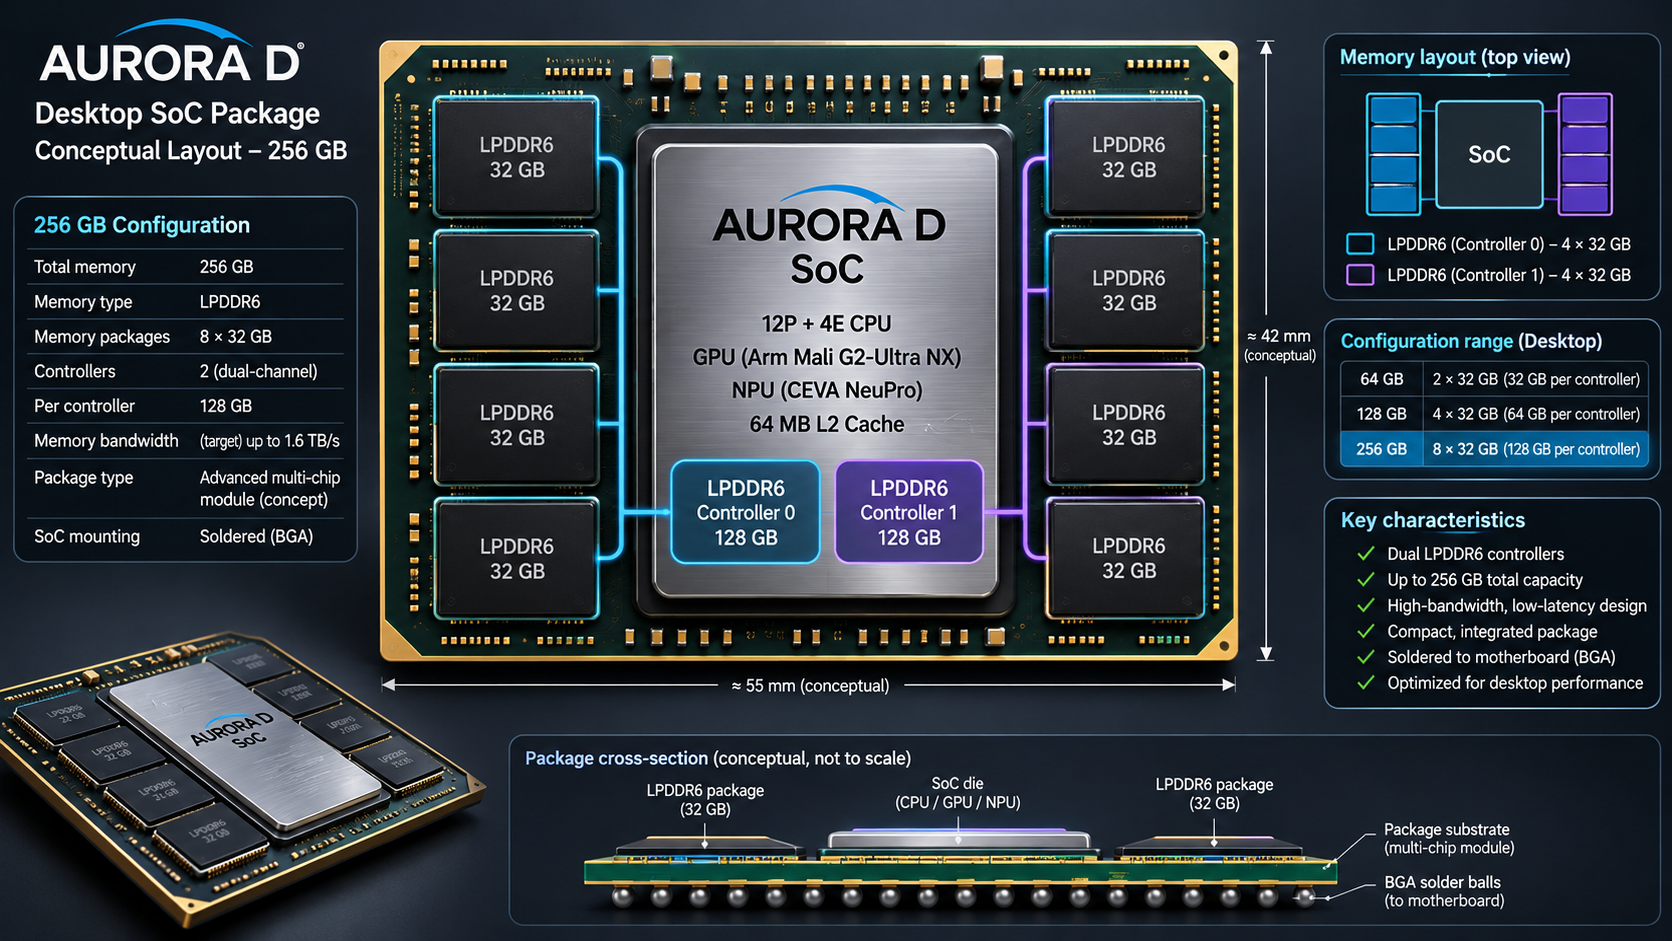 AURORA D
Desktop SoC Package
Conceptual Layout – 256 GB
256 GB Configuration
Total memory 256 GB
Memory type LPDDR6
Memory packages 8 × 32 GB
Controllers 2 (dual-channel)
Per controller 128 GB
Memory bandwidth (target) up to 1.6 TB/s
Package type Advanced multi-chip
module (concept)
SoC mounting Soldered (BGA)
LPDDR6
32 GB
LPDDR6
32 GB
LPDDR6
32 GB
LPDDR6
32 GB
AURORA D
SoC
12P + 4E CPU
GPU (Arm Mali G2-Ultra NX)
NPU (CEVA NeuPro)
64 MB L2 Cache
LPDDR6
Controller 0
128 GB
LPDDR6
Controller 1
128 GB
LPDDR6
32 GB
LPDDR6
32 GB
LPDDR6
32 GB
LPDDR6
32 GB
≈ 42 mm
(conceptual)
≈ 55 mm (conceptual)
Memory layout (top view)
SoC
LPDDR6 (Controller 0) – 4 × 32 GB
LPDDR6 (Controller 1) – 4 × 32 GB
Configuration range (Desktop)
64 GB 2 × 32 GB (32 GB per controller)
128 GB 4 × 32 GB (64 GB per controller)
256 GB 8 × 32 GB (128 GB per controller)
Key characteristics
Dual LPDDR6 controllers
Up to 256 GB total capacity
High-bandwidth, low-latency design
Compact, integrated package
Soldered to motherboard (BGA)
Optimized for desktop performance
AURORA D
SoC
32 GB
32 GB
Package cross-section (conceptual, not to scale)
LPDDR6 package
(32 GB)
SoC die
(CPU / GPU / NPU)
LPDDR6 package
(32 GB)
Package substrate
(multi-chip module)
BGA solder balls
(to motherboard)